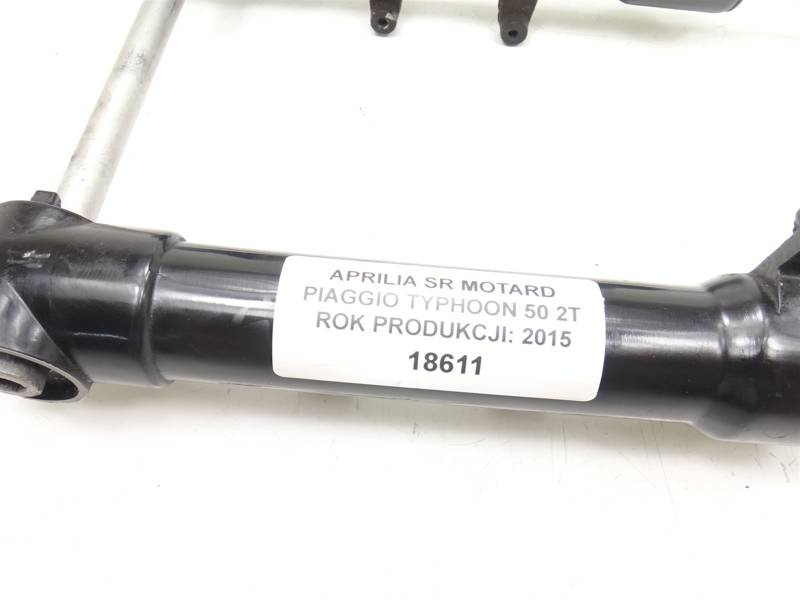 APRILIA SR MOTARD
PIAGGIO TYPHOON 50 2T
ROK PRODUKCJI: 2015
18611